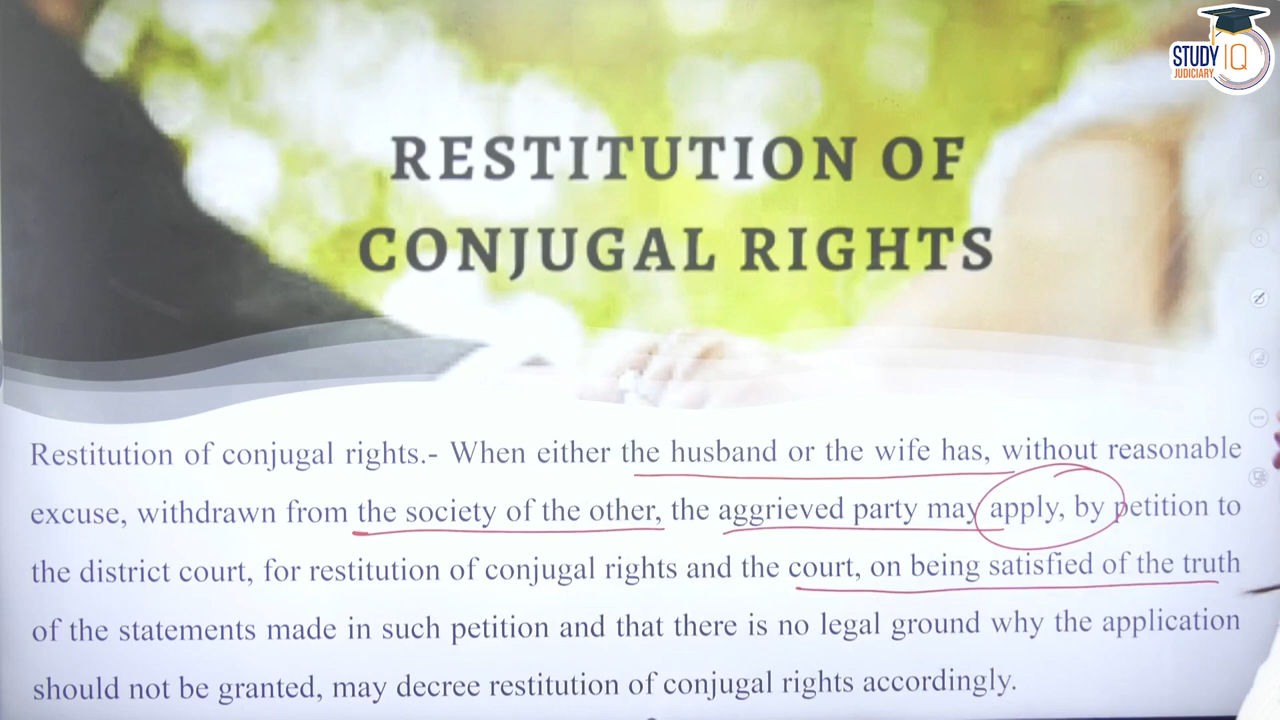 STUDY IQ
JUDICIARY
RESTITUTION OF
CONJUGAL RIGHTS
Restitution of conjugal rights.- When either the husband or the wife has, without reasonable
excuse, withdrawn from the society of the other, the aggrieved party may apply, by petition to
the district court, for restitution of conjugal rights and the court, on being satisfied of the truth
of the statements made in such petition and that there is no legal ground why the application
should not be granted, may decree restitution of conjugal rights accordingly.